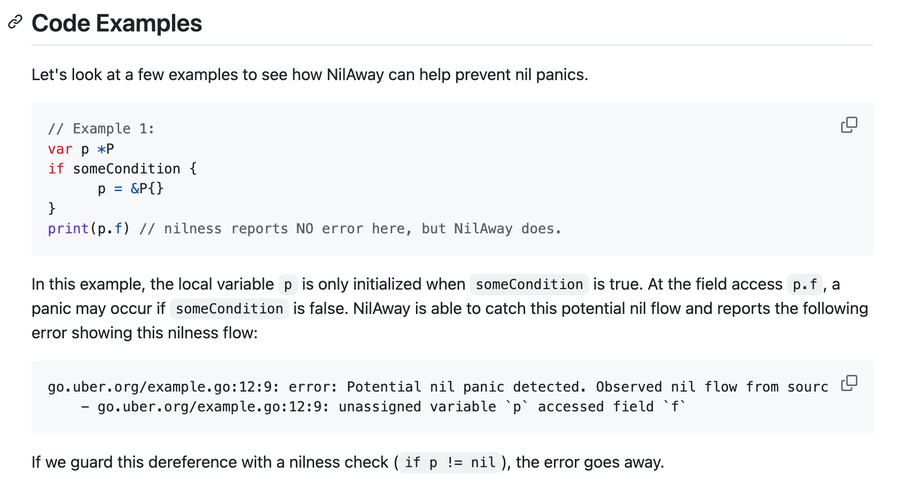 Code Examples
Let's look at a few examples to see how NilAway can help prevent nil panics.
// Example 1:
var p *P
if someCondition {
      p = &P{}
}
print(p.f) // nilness reports NO error here, but NilAway does.
In this example, the local variable p is only initialized when someCondition is true. At the field access p.f , a
panic may occur if someCondition is false. NilAway is able to catch this potential nil flow and reports the following
error showing this nilness flow:
go.uber.org/example.go:12:9: error: Potential nil panic detected. Observed nil flow from sourc
    - go.uber.org/example.go:12:9: unassigned variable `p` accessed field `f`
If we guard this dereference with a nilness check ( if p != nil ), the error goes away.